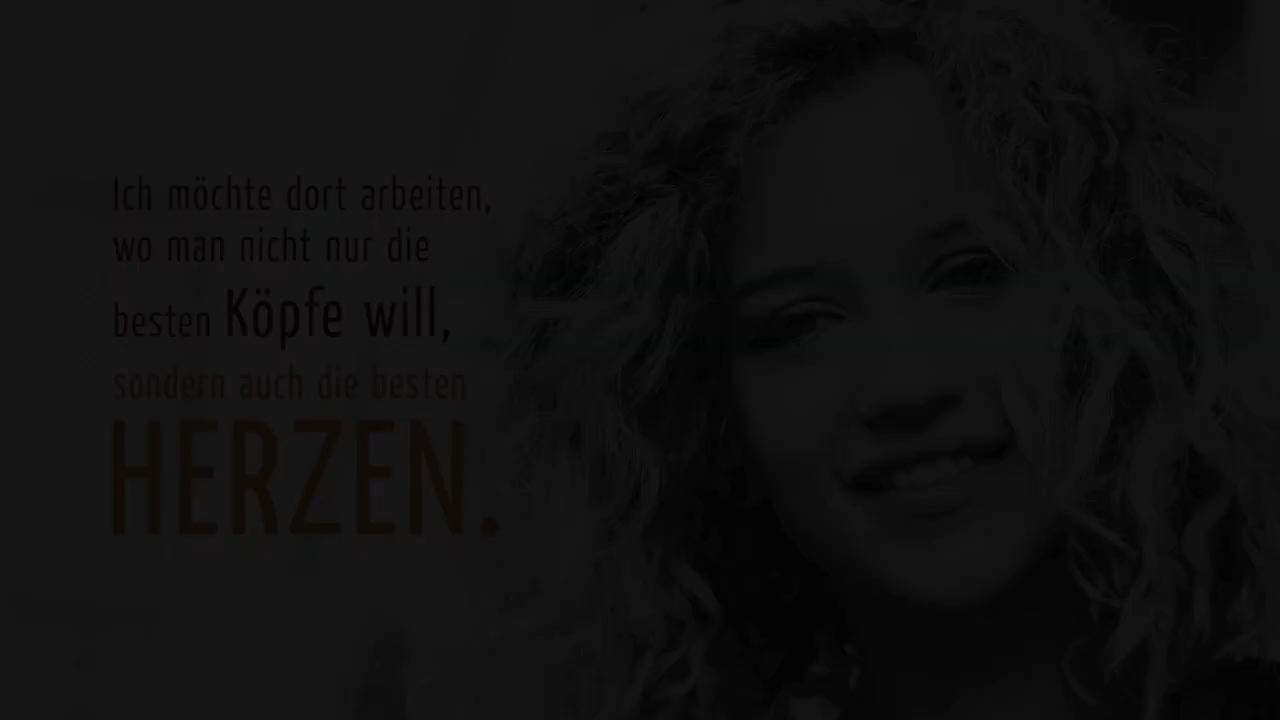 Ich möchte dort arbeiten,
wo man nicht nur die
besten Köpfe will,
sondern auch die besten
HERZEN.